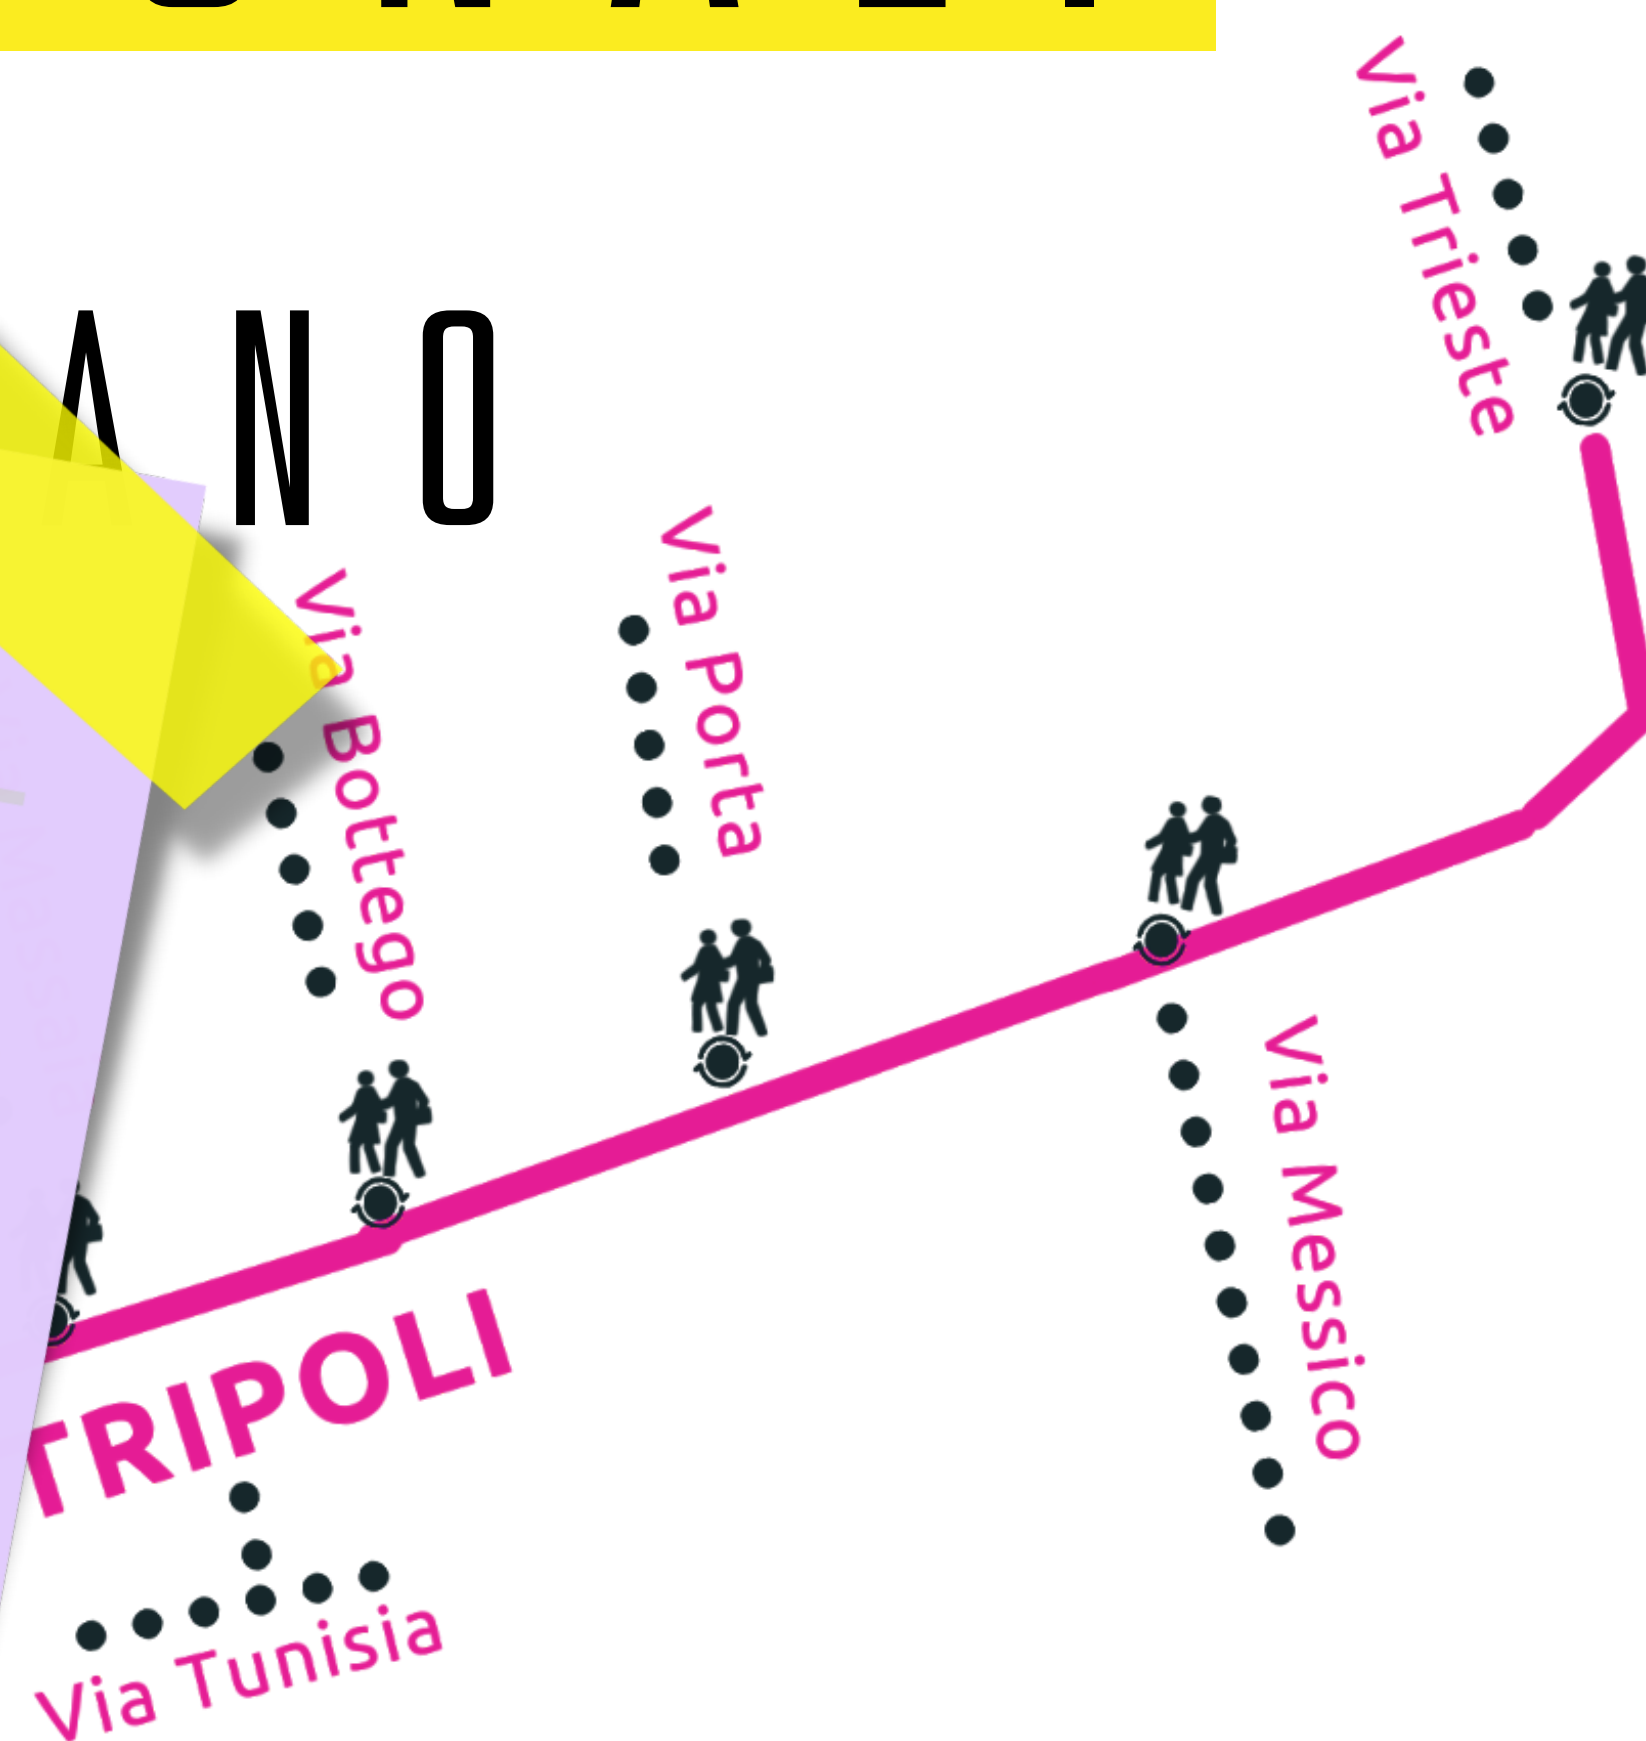 ANO
Via Trieste
Via Porta
Via Bottego
Via Messico
TRIPOLI
Via Tunisia